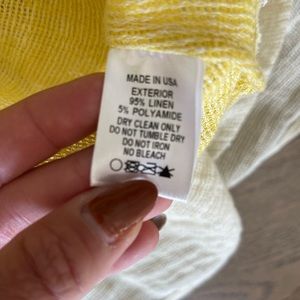 MADE IN USA
EXTERIOR
95% LINEN
5% POLYAMIDE
DRY CLEAN ONLY
DO NOT TUMBLE DRY
DO NOT IRON
NO BLEACH